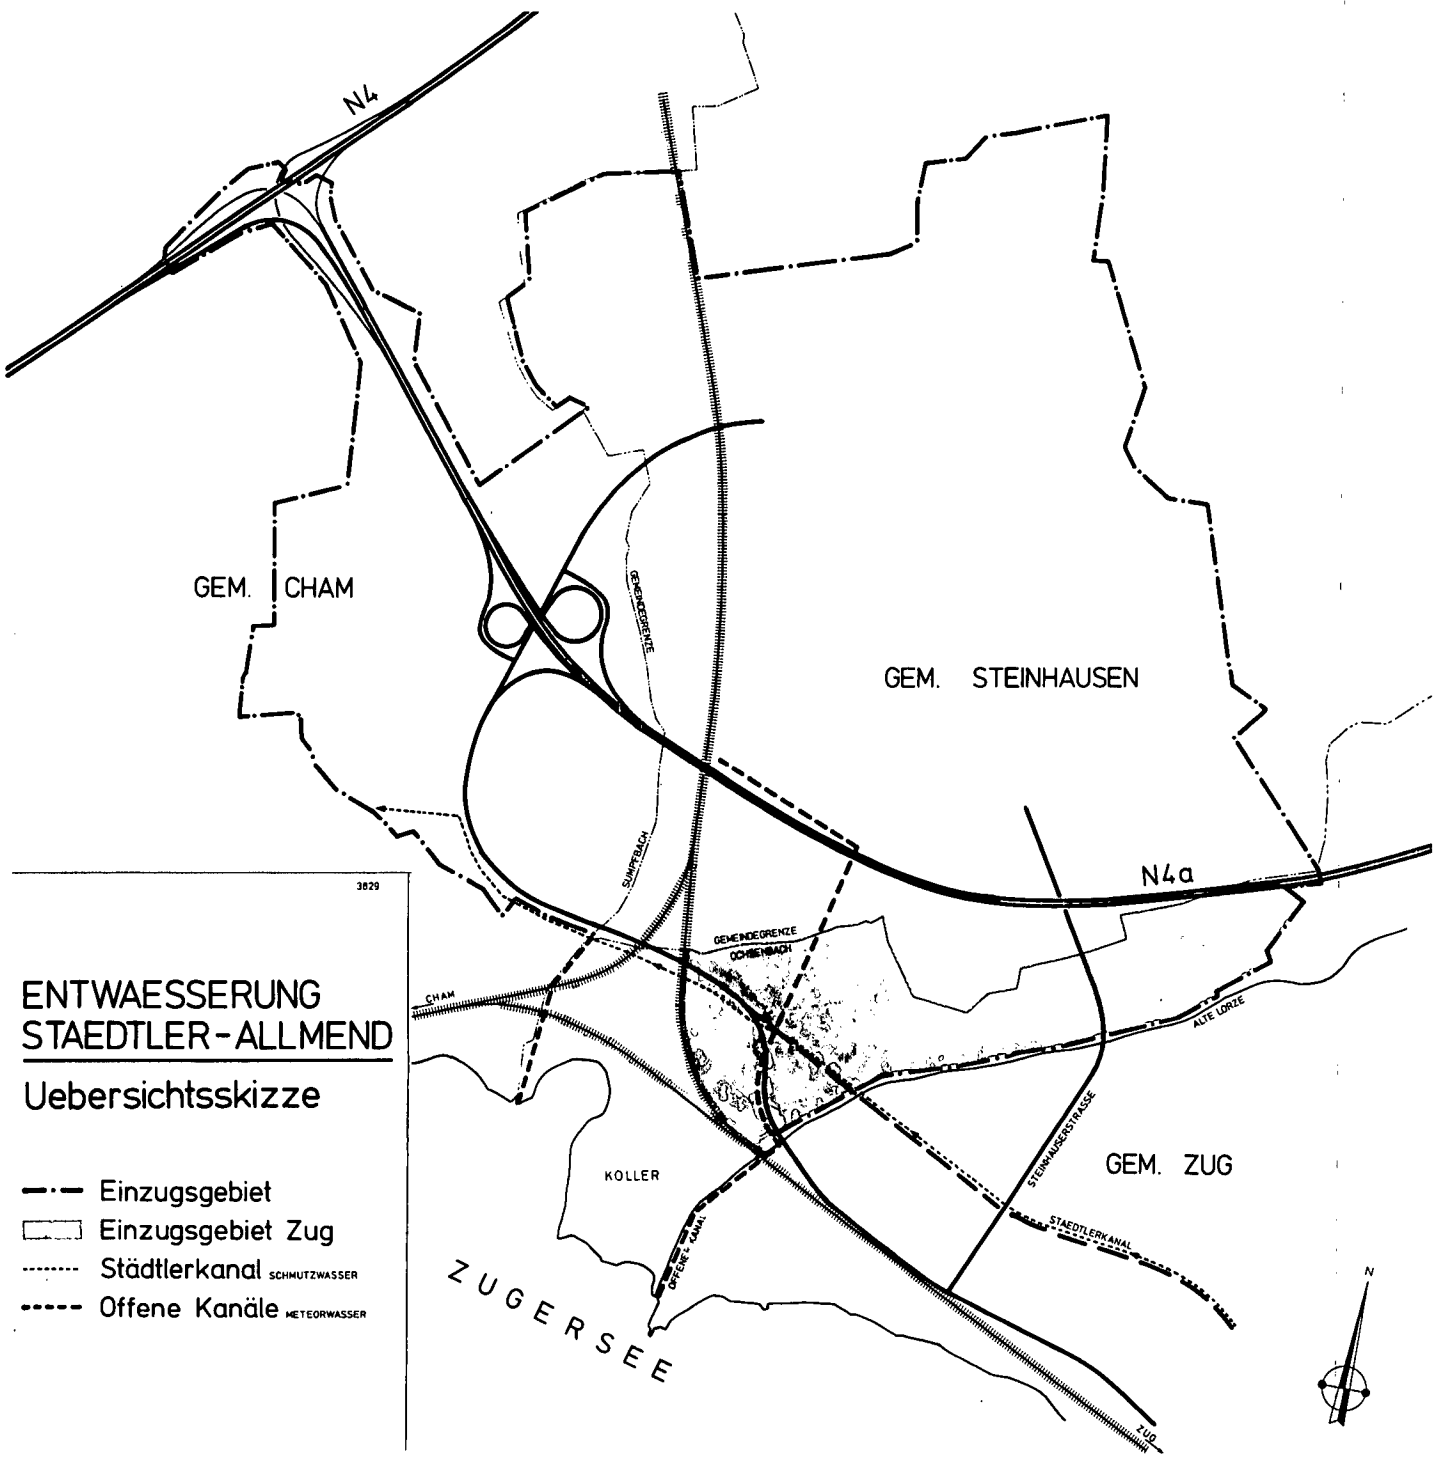 N4
GEM. CHAM
GEMEINDEGRENZE
GEM. STEINHAUSEN
SUMPFBACH
N4a
3829
GEMEINDEGRENZE
OCHSENBACH
ENTWAESSERUNG
STAEDTLER-ALLMEND
Uebersichtsskizze
CHAM
ALTE LORZE
STEINHAUSERSTRASSE
GEM. ZUG
KOLLER
Einzugsgebiet
Einzugsgebiet Zug
Städtlerkanal SCHMUTZWASSER
Offene Kanäle METEORWASSER
STAEDTLERKANAL
OFFENER KANAL
ZUGERSEE
N
ZUG